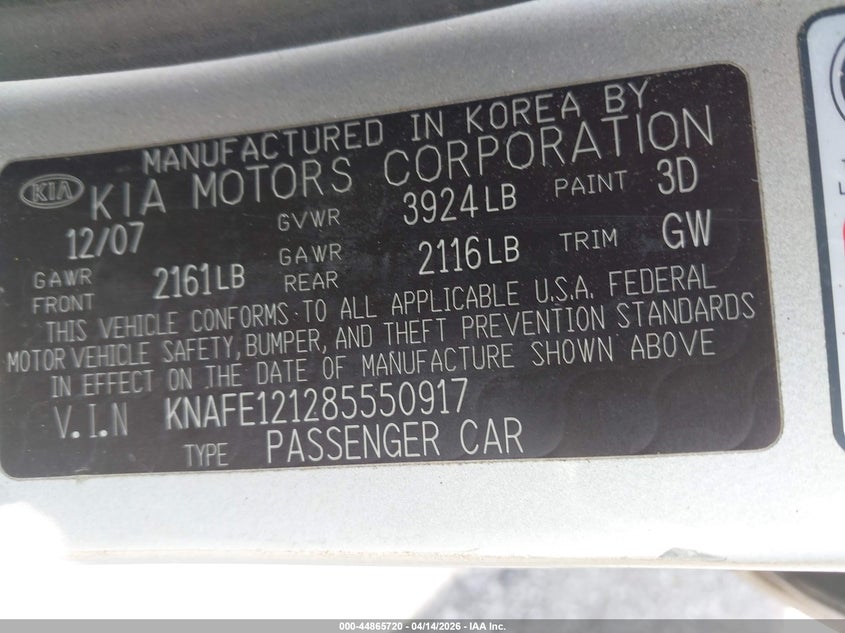 MANUFACTURED IN KOREA BY
KIA KIA MOTORS CORPORATION
12/07 GVWR 3924LB PAINT 3D
GAWR FRONT 2161LB GAWR REAR 2116LB TRIM GW
THIS VEHICLE CONFORMS TO ALL APPLICABLE U.S.A. FEDERAL
MOTOR VEHICLE SAFETY, BUMPER, AND THEFT PREVENTION STANDARDS
IN EFFECT ON THE DATE OF MANUFACTURE SHOWN ABOVE
V.I.N KNAFE121285550917
TYPE PASSENGER CAR
000-44865720 - 04/14/2026 - IAA Inc.